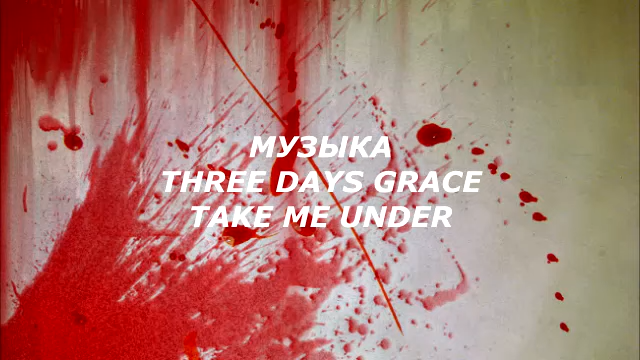 МУЗЫКА
THREE DAYS GRACE
TAKE ME UNDER